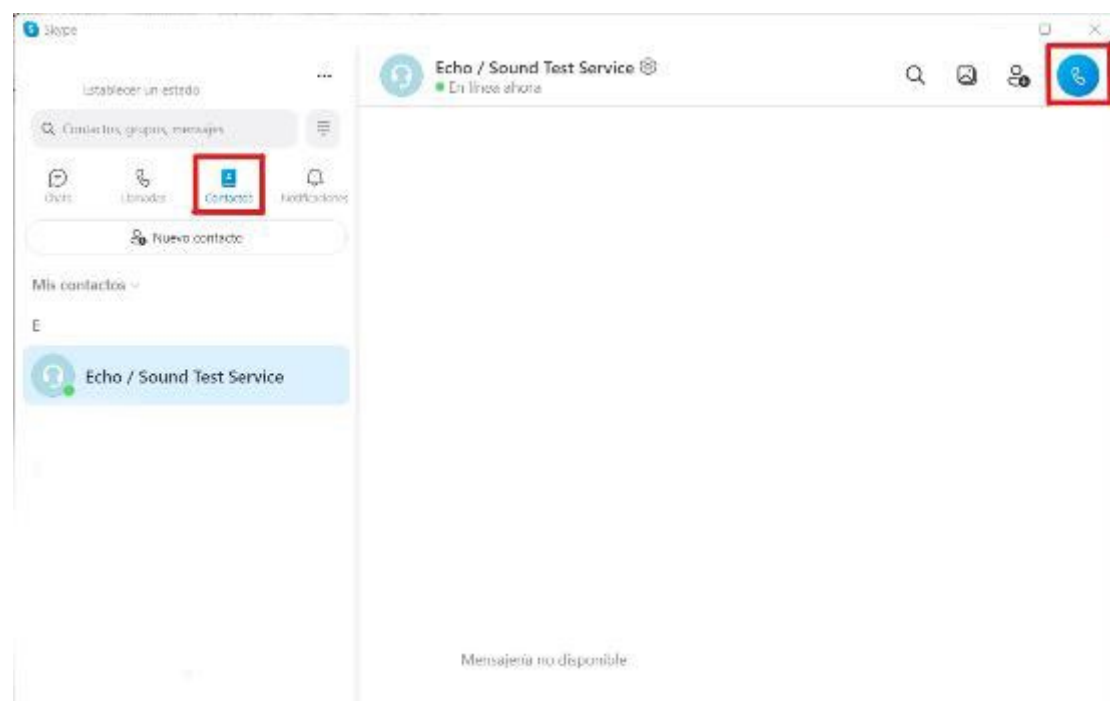 Skype
Establecer un estado
Contactos, grupos, mensajes
Chats
Llamadas
Contactos
Notificaciones
Nuevo contacto
Mis contactos
E
Echo / Sound Test Service
Echo / Sound Test Service
En línea ahora
Mensajería no disponible